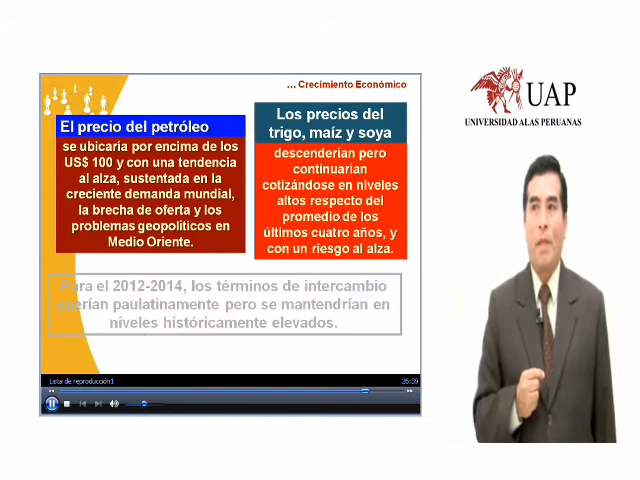 ... Crecimiento Económico
El precio del petróleo
se ubicaría por encima de los
US$ 100 y con una tendencia
al alza, sustentada en la
creciente demanda mundial,
la brecha de oferta y los
problemas geopolíticos en
Medio Oriente.
Los precios del
trigo, maíz y soya
descenderían pero
continuarían
cotizándose en niveles
altos respecto del
promedio de los
últimos cuatro años, y
con un riesgo al alza.
Para el 2012-2014, los términos de intercambio
caerían paulatinamente pero se mantendrían en
niveles históricamente elevados.
Lista de reproducción1
26:39
UAP
UNIVERSIDAD ALAS PERUANAS